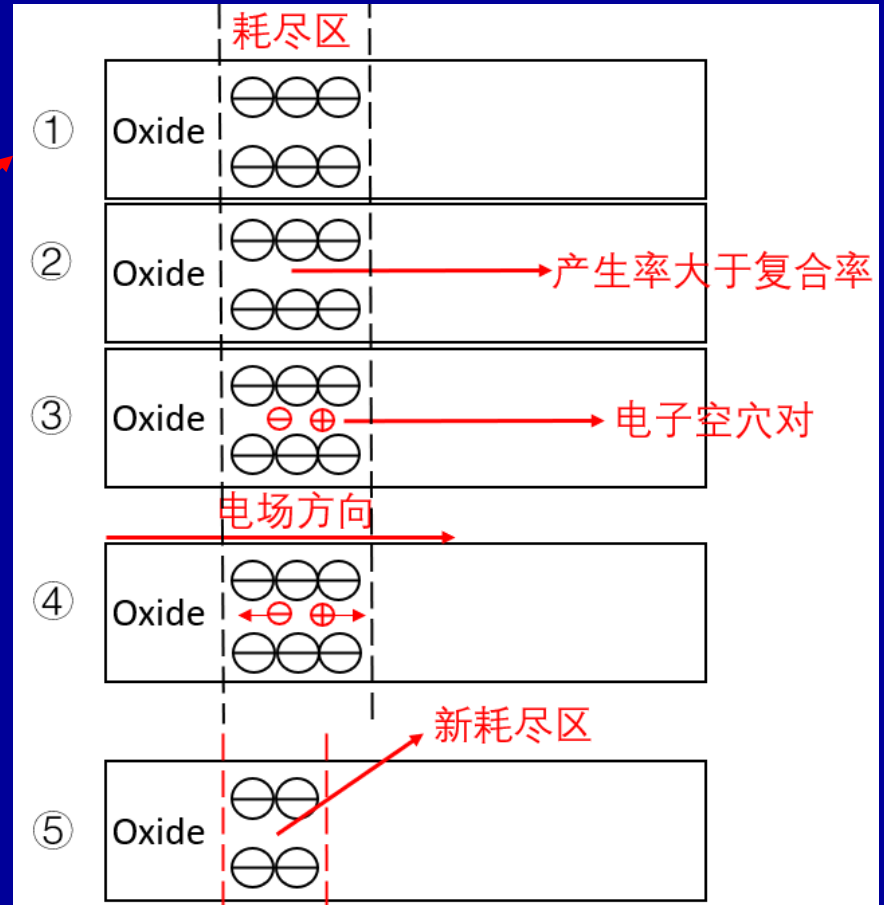 耗尽区
① Oxide
② Oxide 产生率大于复合率
③ Oxide 电子空穴对
电场方向
④ Oxide
新耗尽区
⑤ Oxide